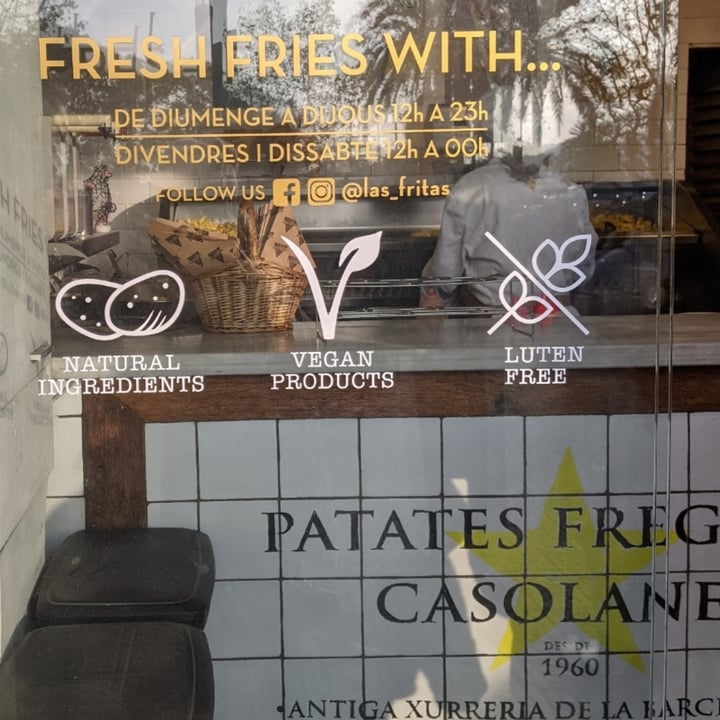 FRESH FRIES WITH...
DE DIUMENGE A DIJOUS 12h A 23h
DIVENDRES I DISSABTE 12h A 00h
FOLLOW US @las_fritas
NATURAL
INGREDIENTS
VEGAN
PRODUCTS
LUTEN
FREE
PATATES FREG
CASOLANE
DES DE
1960
•ANTIGA XURRERIA DE LA BARC